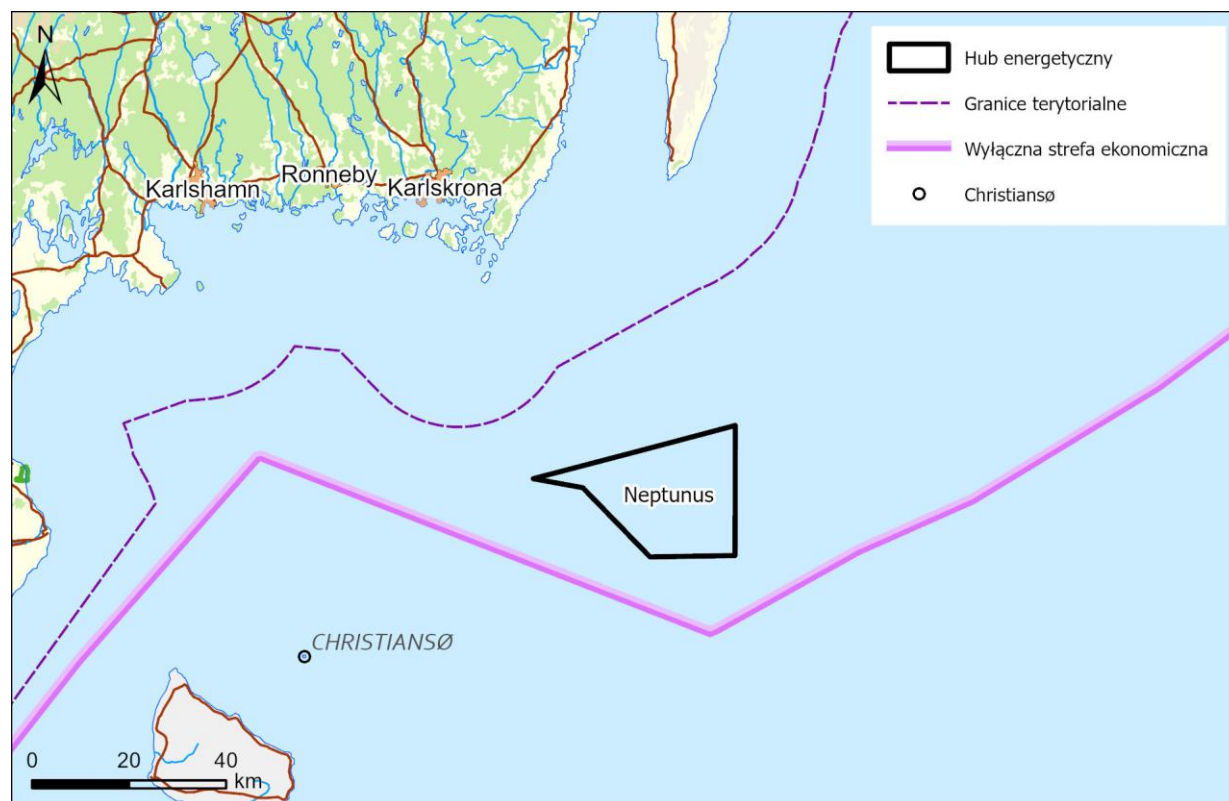 N
Hub energetyczny
Granice terytorialne
Wyłączna strefa ekonomiczna
Christiansø
Karlshamn
Ronneby
Karlskrona
Neptunus
CHRISTIANSØ
0 20 40
km